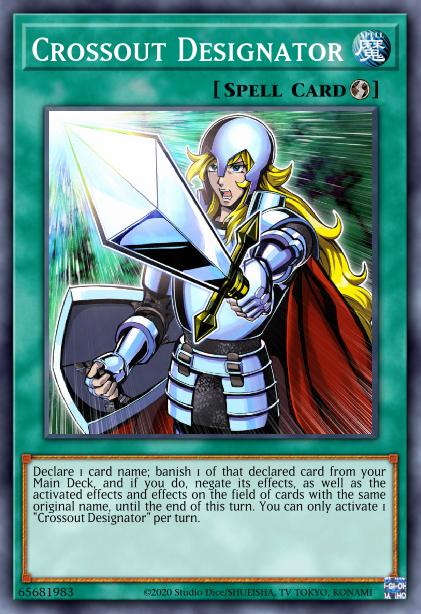 CROSSOUT DESIGNATOR
SPELL
魔
[SPELL CARD]
Declare 1 card name; banish 1 of that declared card from your
Main Deck, and if you do, negate its effects, as well as the
activated effects and effects on the field of cards with the same
original name, until the end of this turn. You can only activate 1
"Crossout Designator" per turn.
65681983
©2020 Studio Dice/SHUEISHA, TV TOKYO, KONAMI